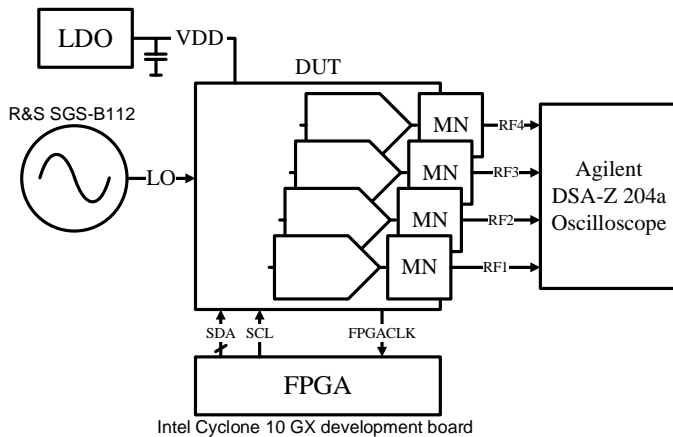 LDO
VDD
DUT
R&S SGS-B112
LO
MN
RF4
MN
RF3
MN
RF2
MN
RF1
Agilent
DSA-Z 204a
Oscilloscope
SDA
SCL
FPGACLK
FPGA
Intel Cyclone 10 GX development board